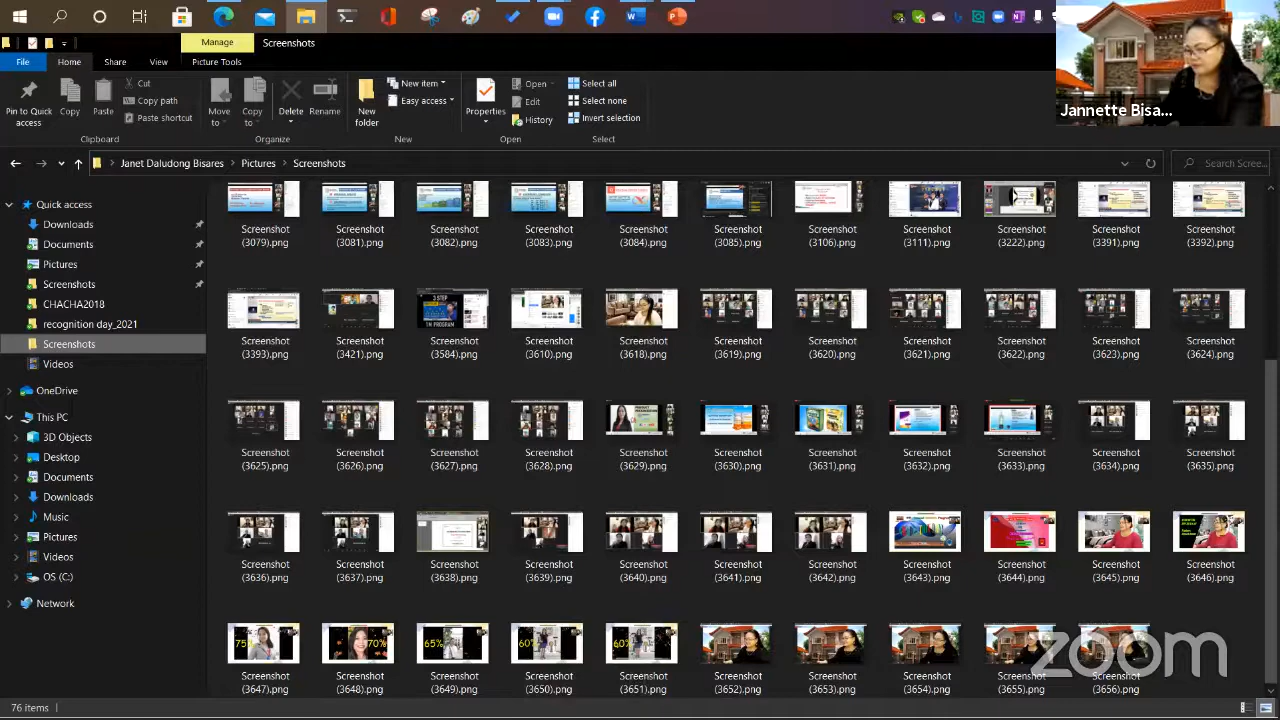 Manage
Screenshots
File
Home
Share
View
Picture Tools
Jannette Bisa...
Pin to Quick access
Copy
Paste
Cut
Copy path
Paste shortcut
Move to
Copy to
Delete
Rename
New folder
New item
Easy access
Properties
Open
Edit
History
Select all
Select none
Invert selection
Clipboard
Organize
New
Open
Select
Janet Daludong Bisares > Pictures > Screenshots
Search Scree...
Quick access
Downloads
Documents
Pictures
Screenshots
CHACHA2018
recognition day_2021
Screenshots
Videos
OneDrive
This PC
3D Objects
Desktop
Documents
Downloads
Music
Pictures
Videos
OS (C:)
Network
Screenshot (3079).png
Screenshot (3081).png
Screenshot (3082).png
Screenshot (3083).png
Screenshot (3084).png
Screenshot (3085).png
Screenshot (3106).png
Screenshot (3111).png
Screenshot (3222).png
Screenshot (3391).png
Screenshot (3392).png
3 STEP
1M PROGRAM
Screenshot (3393).png
Screenshot (3421).png
Screenshot (3584).png
Screenshot (3610).png
Screenshot (3618).png
Screenshot (3619).png
Screenshot (3620).png
Screenshot (3621).png
Screenshot (3622).png
Screenshot (3623).png
Screenshot (3624).png
Screenshot (3625).png
Screenshot (3626).png
Screenshot (3627).png
Screenshot (3628).png
Screenshot (3629).png
Screenshot (3630).png
Screenshot (3631).png
Screenshot (3632).png
Screenshot (3633).png
Screenshot (3634).png
Screenshot (3635).png
Screenshot (3636).png
Screenshot (3637).png
Screenshot (3638).png
Screenshot (3639).png
Screenshot (3640).png
Screenshot (3641).png
Screenshot (3642).png
Screenshot (3643).png
Screenshot (3644).png
Screenshot (3645).png
Screenshot (3646).png
75%
70%
65%
60%
60%
zoom
Screenshot (3647).png
Screenshot (3648).png
Screenshot (3649).png
Screenshot (3650).png
Screenshot (3651).png
Screenshot (3652).png
Screenshot (3653).png
Screenshot (3654).png
Screenshot (3655).png
Screenshot (3656).png
76 items